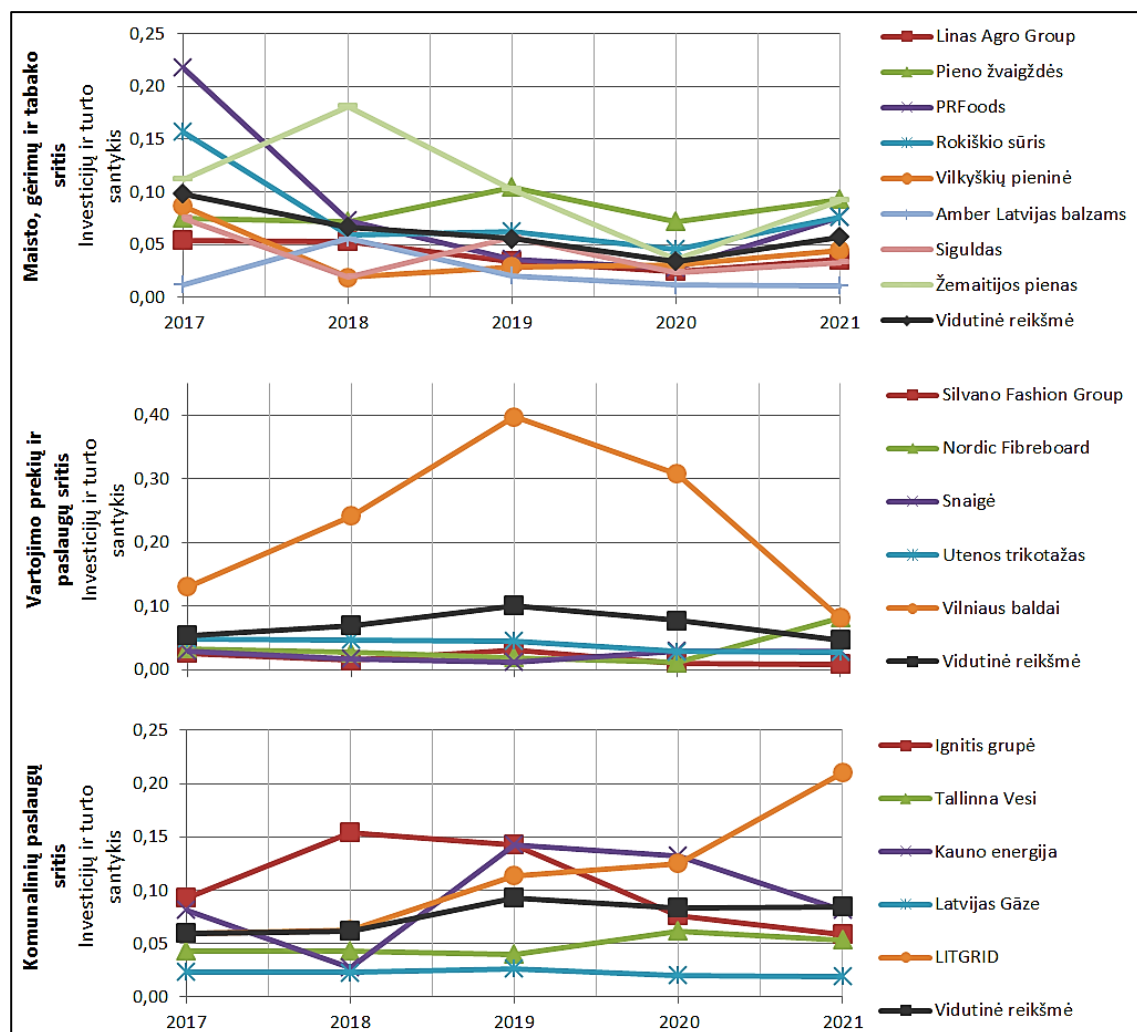 Maisto, gėrimų ir tabako
sritis
Investicijų ir turto
santykis
0,25
0,20
0,15
0,10
0,05
0,00
2017
2018
2019
2020
2021
Linas Agro Group
Pieno žvaigždės
PRFoods
Rokiškio sūris
Vilkyškių pieninė
Amber Latvijas balzams
Siguldas
Žemaitijos pienas
Vidutinė reikšmė
Vartojimo prekių ir
paslaugų sritis
Investicijų ir turto
santykis
0,40
0,30
0,20
0,10
0,00
2017
2018
2019
2020
2021
Silvano Fashion Group
Nordic Fibreboard
Snaigė
Utenos trikotažas
Vilniaus baldai
Vidutinė reikšmė
Komunalinių paslaugų
sritis
Investicijų ir turto
santykis
0,25
0,20
0,15
0,10
0,05
0,00
2017
2018
2019
2020
2021
Ignitis grupė
Tallinna Vesi
Kauno energija
Latvijas Gāze
LITGRID
Vidutinė reikšmė